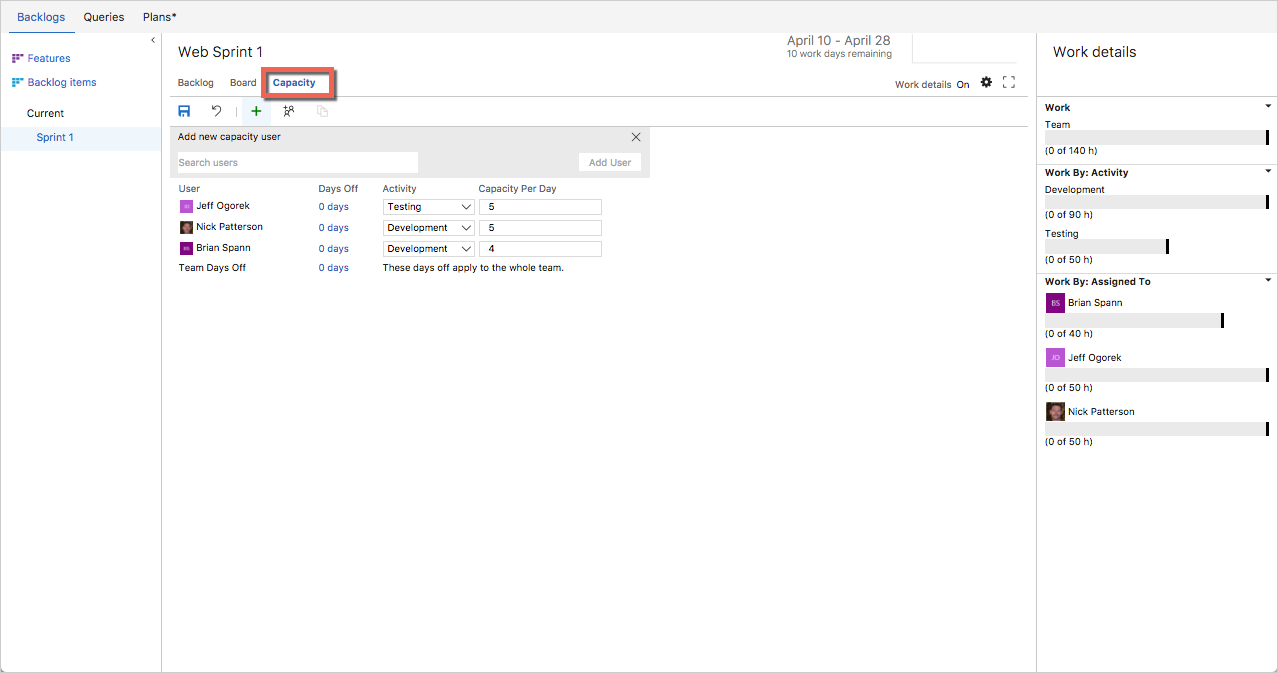 Backlogs Queries Plans*
Features
Backlog items
Current
Sprint 1
Web Sprint 1
April 10 - April 28
10 work days remaining
Backlog Board Capacity
Work details On
Add new capacity user
Search users Add User
User Days Off Activity Capacity Per Day
Jeff Ogorek 0 days Testing 5
Nick Patterson 0 days Development 5
BS Brian Spann 0 days Development 4
Team Days Off 0 days These days off apply to the whole team.
Work details
Work
Team
(0 of 140 h)
Work By: Activity
Development
(0 of 90 h)
Testing
(0 of 50 h)
Work By: Assigned To
BS Brian Spann
(0 of 40 h)
JO Jeff Ogorek
(0 of 50 h)
Nick Patterson
(0 of 50 h)